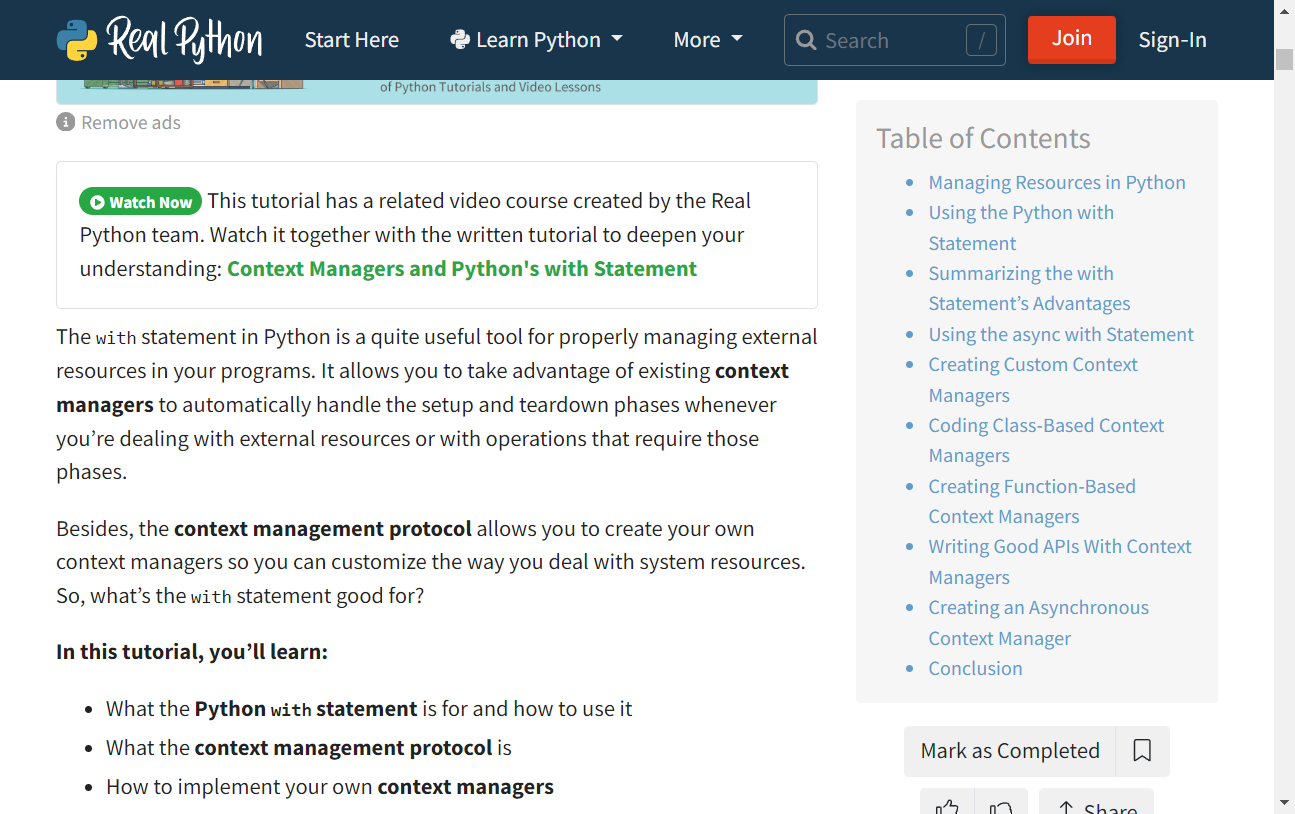 Real Python
Start Here
Learn Python
More
Search
/
Join
Sign-In
of Python Tutorials and Video Lessons
Remove ads
Watch Now This tutorial has a related video course created by the Real
Python team. Watch it together with the written tutorial to deepen your
understanding: Context Managers and Python's with Statement
The with statement in Python is a quite useful tool for properly managing external
resources in your programs. It allows you to take advantage of existing context
managers to automatically handle the setup and teardown phases whenever
you’re dealing with external resources or with operations that require those
phases.
Besides, the context management protocol allows you to create your own
context managers so you can customize the way you deal with system resources.
So, what’s the with statement good for?
In this tutorial, you’ll learn:
What the Python with statement is for and how to use it
What the context management protocol is
How to implement your own context managers
Table of Contents
Managing Resources in Python
Using the Python with
Statement
Summarizing the with
Statement’s Advantages
Using the async with Statement
Creating Custom Context
Managers
Coding Class-Based Context
Managers
Creating Function-Based
Context Managers
Writing Good APIs With Context
Managers
Creating an Asynchronous
Context Manager
Conclusion
Mark as Completed
Share